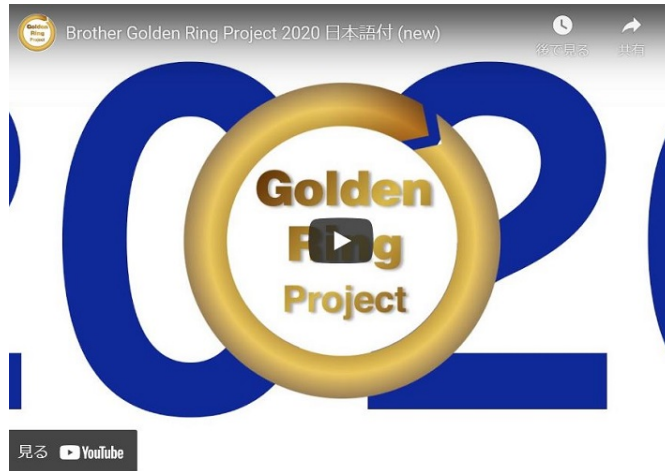 Golden
Ring
Project
Brother Golden Ring Project 2020 日本語付 (new)
後で見る
共有
2020
Golden
Ring
Project
見る YouTube